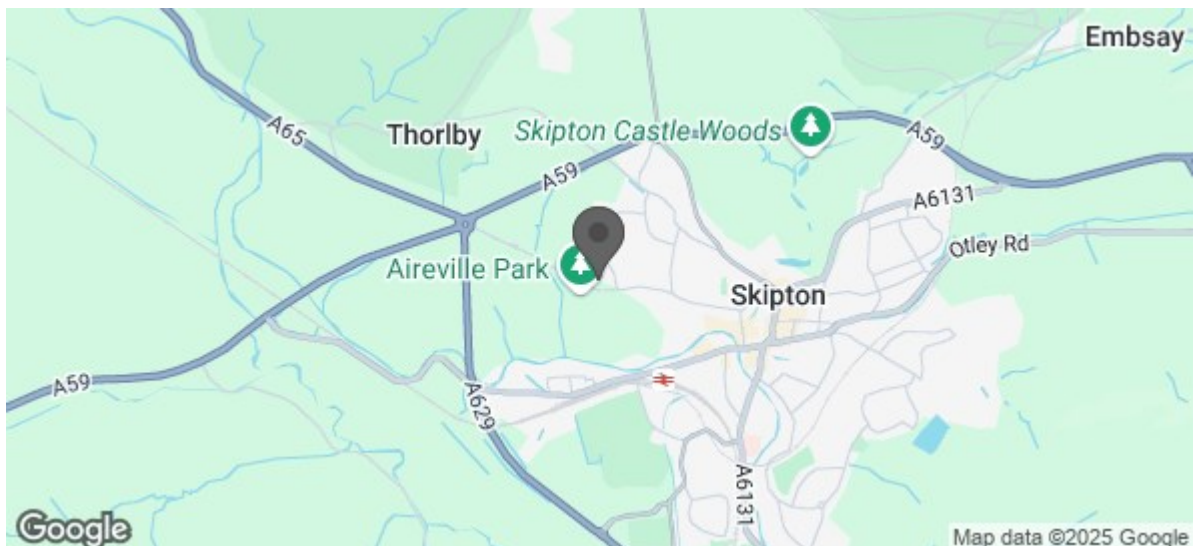 Embsay
A65
Thorlby
Skipton Castle Woods
A59
A59
A6131
Otley Rd
Aireville Park
Skipton
A59
A629
A6131
Google
Map data ©2025 Google